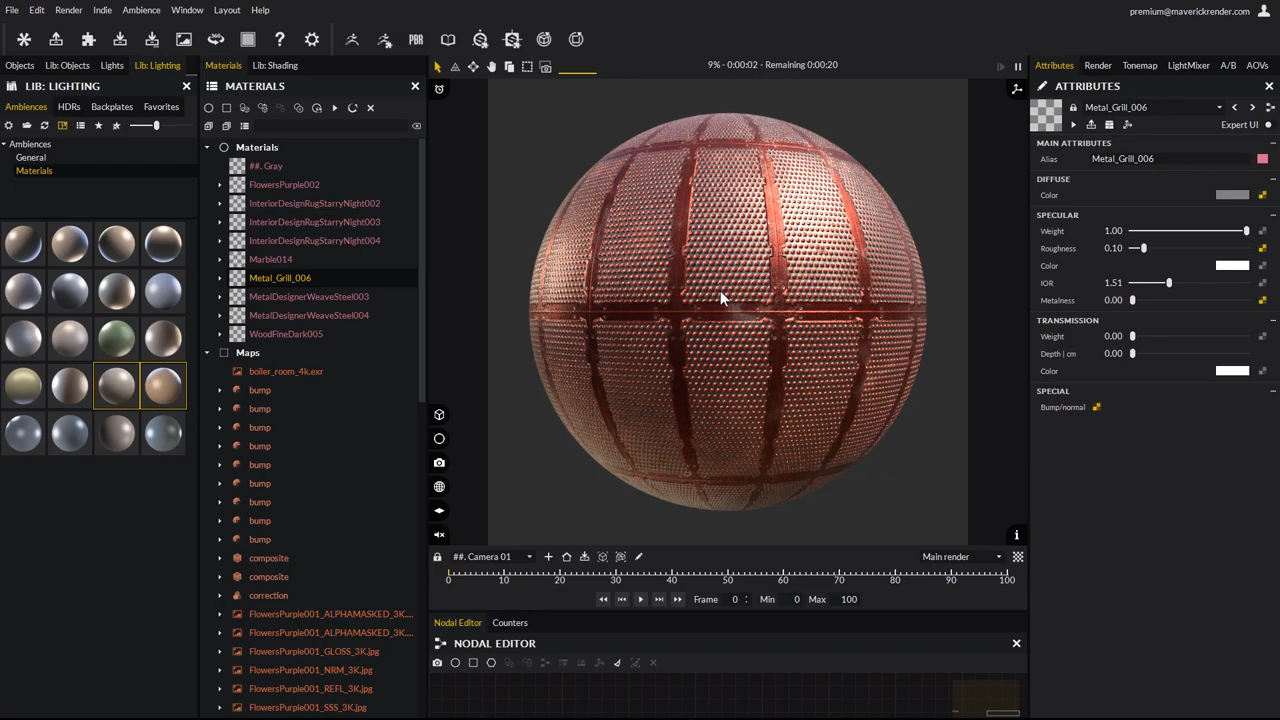 File Edit Render Indie Ambience Window Layout Help
premium@maverickrender.com
PBR
Objects Lib: Objects Lights Lib: Lighting
Materials Lib: Shading
9% - 0:00:02 - Remaining 0:00:20
Attributes Render Tonemap LightMixer A/B AOVs
LIB: LIGHTING
MATERIALS
ATTRIBUTES
Ambiences HDRs Backplates Favorites
Metal_Grill_006
Expert UI
Ambiences
General
Materials
Materials
##. Gray
FlowersPurple002
InteriorDesignRugStarryNight002
InteriorDesignRugStarryNight003
InteriorDesignRugStarryNight004
Marble014
Metal_Grill_006
MetalDesignerWeaveSteel003
MetalDesignerWeaveSteel004
WoodFineDark005
Maps
boiler_room_4k.exr
bump
bump
bump
bump
bump
bump
bump
bump
bump
composite
composite
correction
FlowersPurple001_ALPHAMASKED_3K....
FlowersPurple001_ALPHAMASKED_3K....
FlowersPurple001_GLOSS_3K.jpg
FlowersPurple001_NRM_3K.jpg
FlowersPurple001_REFL_3K.jpg
FlowersPurple001_SSS_3K.jpg
MAIN ATTRIBUTES
Alias Metal_Grill_006
DIFFUSE
Color
SPECULAR
Weight 1.00
Roughness 0.10
Color
IOR 1.51
Metalness 0.00
TRANSMISSION
Weight 0.00
Depth | cm 0.00
Color
SPECIAL
Bump/normal
##. Camera 01
Main render
0 10 20 30 40 50 60 70 80 90 100
Frame 0 Min 0 Max 100
Nodal Editor Counters
NODAL EDITOR